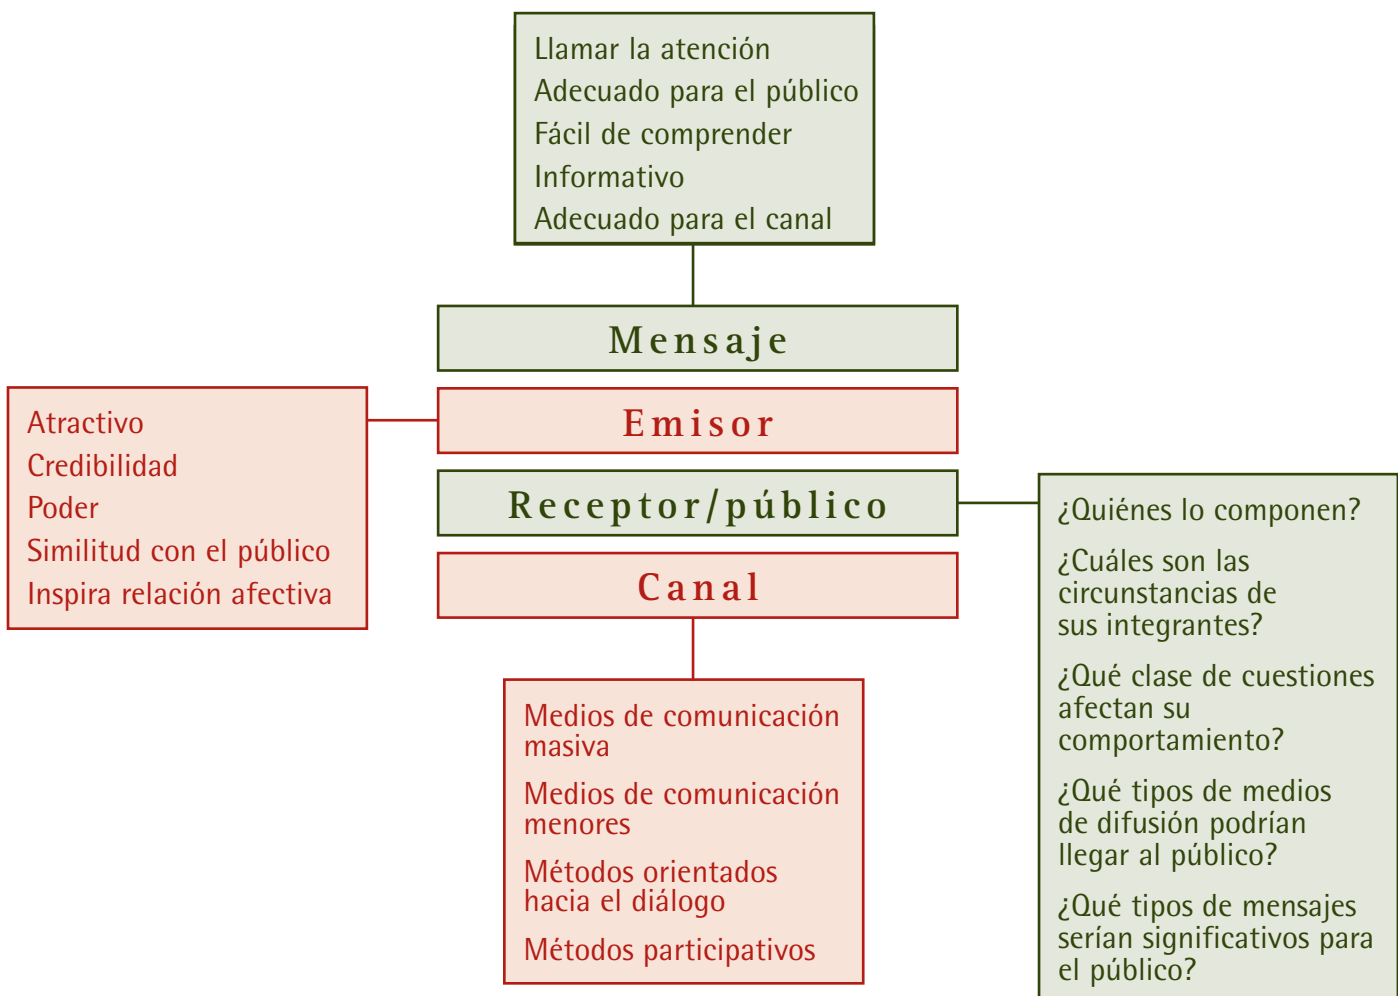 Llamar la atención
Adecuado para el público
Fácil de comprender
Informativo
Adecuado para el canal
Mensaje
Emisor
Receptor/público
Canal
Atractivo
Credibilidad
Poder
Similitud con el público
Inspira relación afectiva
¿Quiénes lo componen?
¿Cuáles son las
circunstancias de
sus integrantes?
¿Qué clase de cuestiones
afectan su
comportamiento?
¿Qué tipos de medios
de difusión podrían
llegar al público?
¿Qué tipos de mensajes
serían significativos para
el público?
Medios de comunicación
masiva
Medios de comunicación
menores
Métodos orientados
hacia el diálogo
Métodos participativos